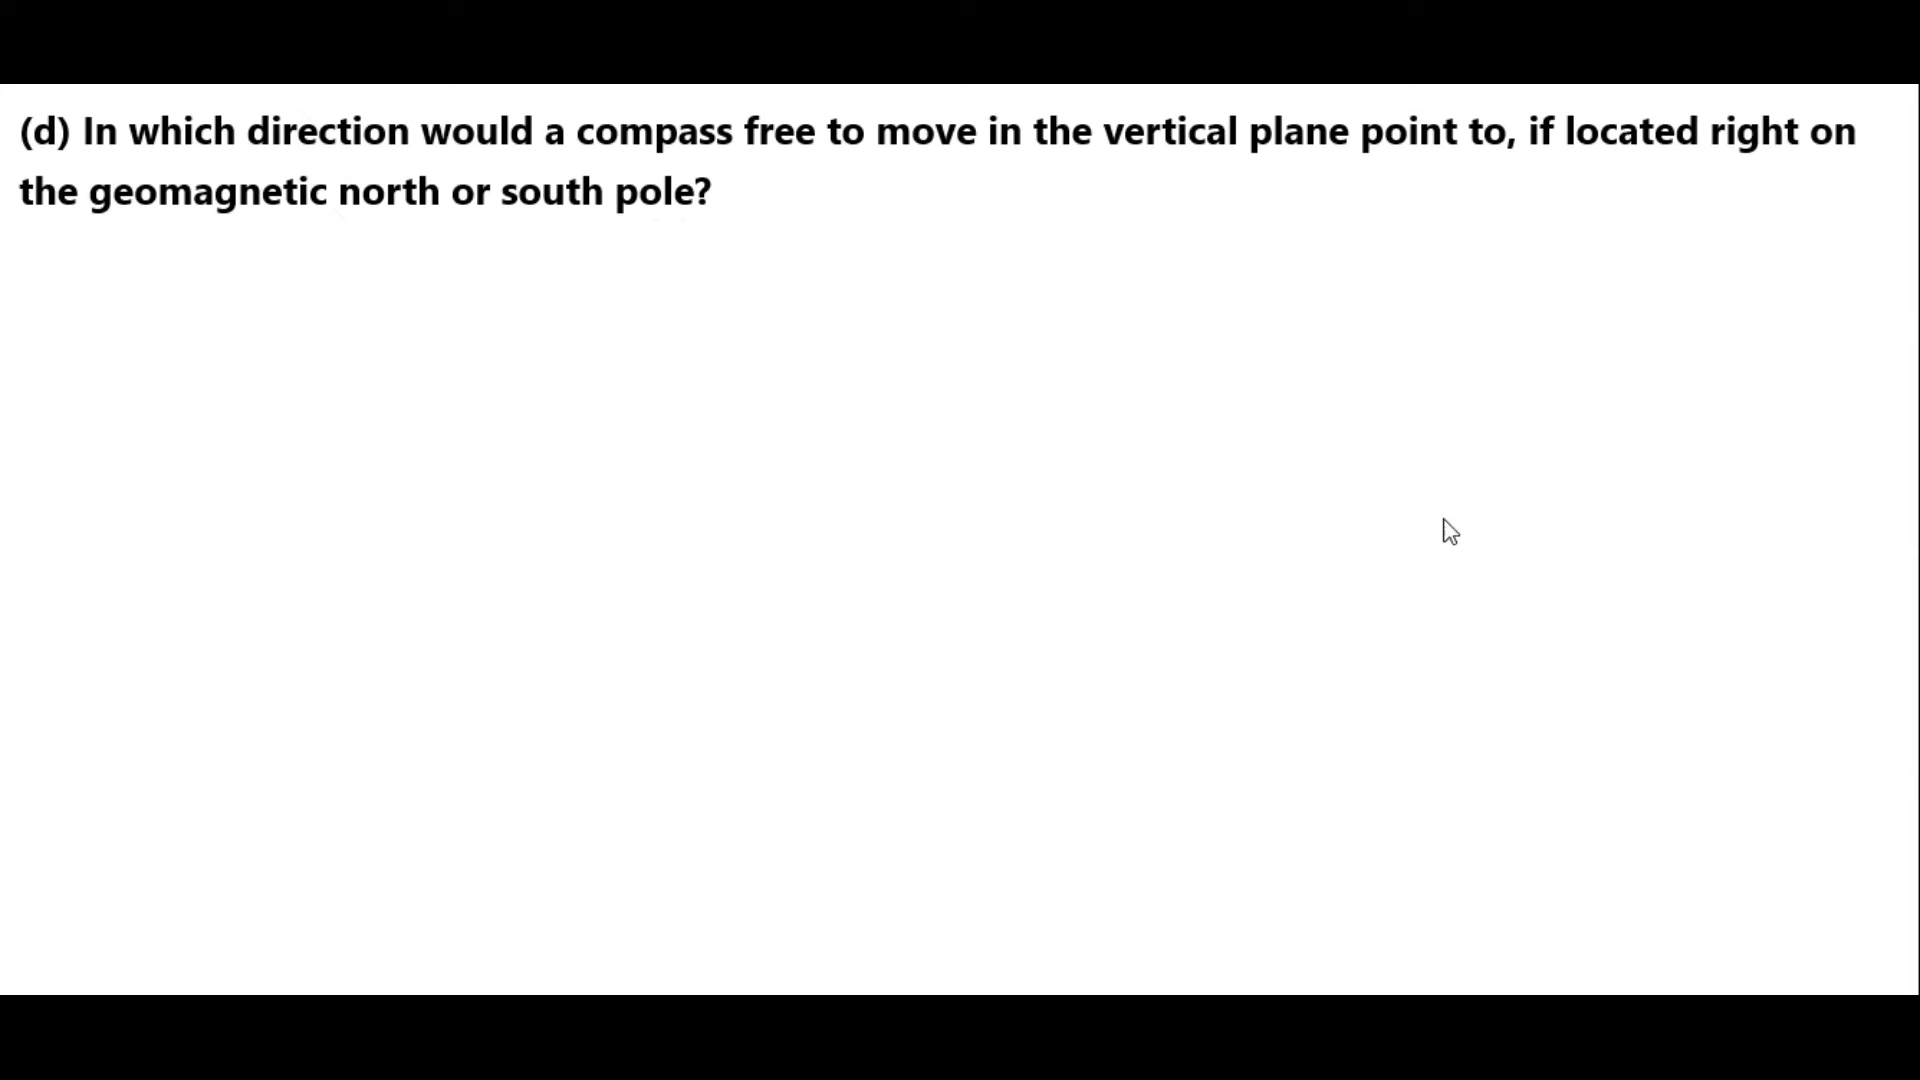 (d) In which direction would a compass free to move in the vertical plane point to, if located right on
the geomagnetic north or south pole?